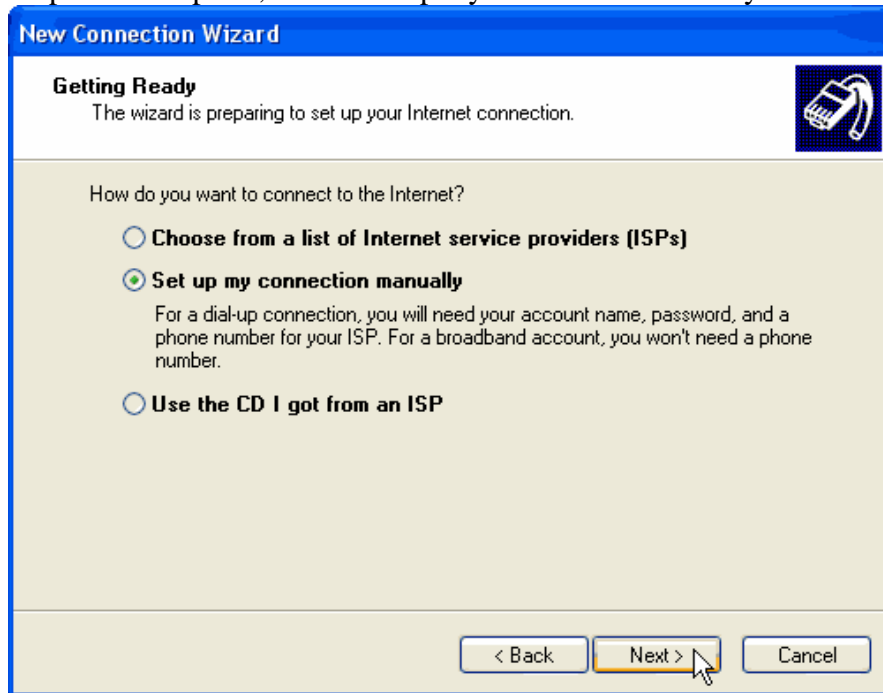 New Connection Wizard
Getting Ready
The wizard is preparing to set up your Internet connection.
How do you want to connect to the Internet?
Choose from a list of Internet service providers (ISPs)
Set up my connection manually
For a dial-up connection, you will need your account name, password, and a
phone number for your ISP. For a broadband account, you won't need a phone
number.
Use the CD I got from an ISP
< Back Next > Cancel